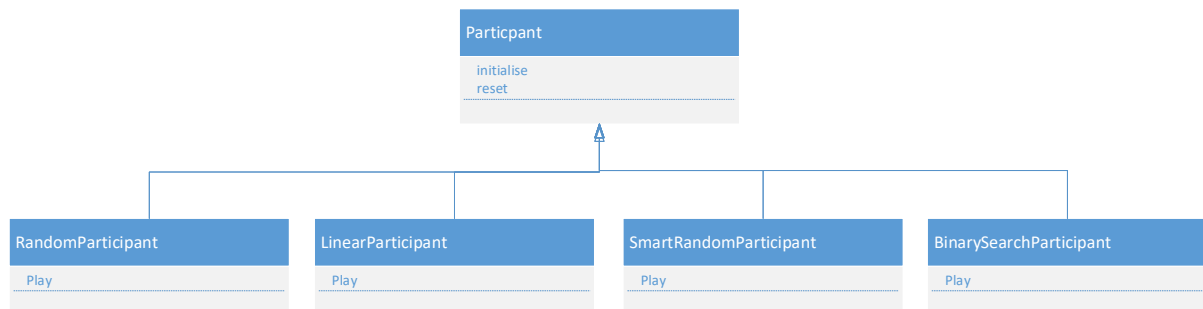 Particpant
initialise
reset
RandomParticipant
Play
LinearParticipant
Play
SmartRandomParticipant
Play
BinarySearchParticipant
Play